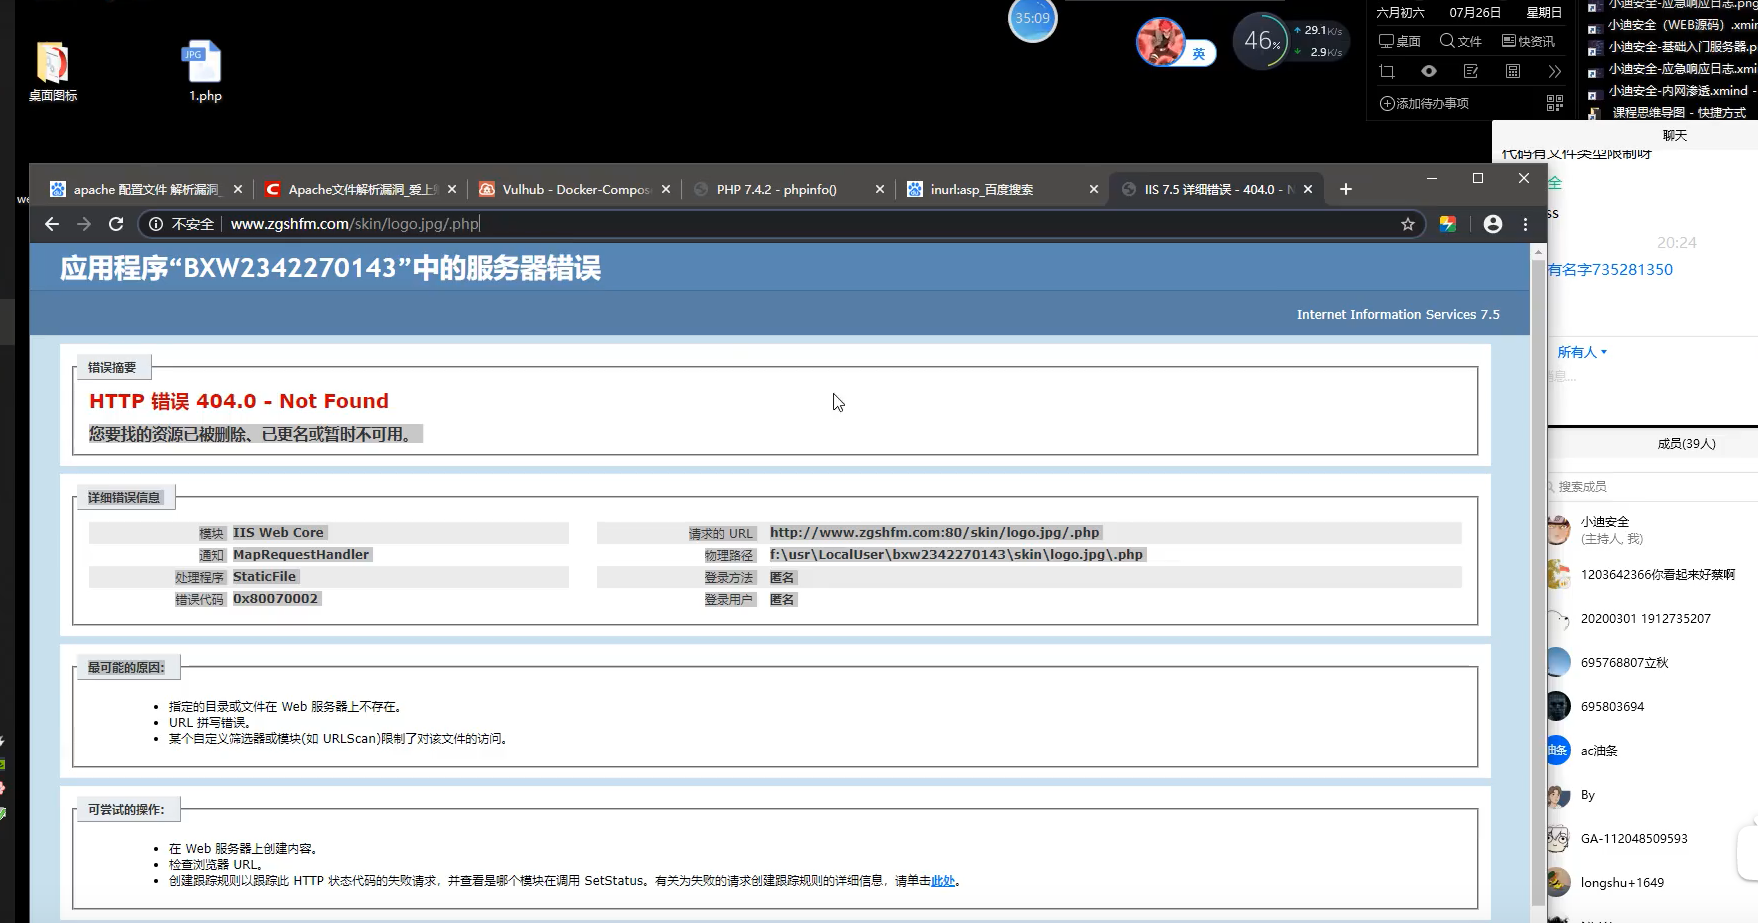 35:09
英
46%
29.1K/s
2.9K/s
六月初六 07月26日 星期日
桌面 文件 快资讯
添加待办事项
小迪安全-应急响应日志.png
小迪安全（WEB源码）.xmin
小迪安全-基础入门服务器.p
小迪安全-应急响应日志.xmi
小迪安全-内网渗透.xmind -
课程思维导图 - 快捷方式
桌面图标
JPG
1.php
we
聊天
代码有文件类型限制呀
全
ss
20:24
有名字735281350
所有人
息...
成员(39人)
搜索成员
小迪安全
(主持人, 我)
1203642366你看起来好蔡啊
20200301 1912735207
695768807立秋
695803694
油条
ac油条
By
GA-112048509593
longshu+1649
apache 配置文件 解析漏洞_
Apache文件解析漏洞_爱上
Vulhub - Docker-Compos
PHP 7.4.2 - phpinfo()
inurl:asp_百度搜索
IIS 7.5 详细错误 - 404.0 - N
不安全 www.zgshfm.com/skin/logo.jpg/.php
应用程序“BXW2342270143”中的服务器错误
Internet Information Services 7.5
错误摘要
HTTP 错误 404.0 - Not Found
您要找的资源已被删除、已更名或暂时不可用。
详细错误信息
模块 IIS Web Core
通知 MapRequestHandler
处理程序 StaticFile
错误代码 0x80070002
请求的 URL http://www.zgshfm.com:80/skin/logo.jpg/.php
物理路径 f:\usr\LocalUser\bxw2342270143\skin\logo.jpg\.php
登录方法 匿名
登录用户 匿名
最可能的原因:
指定的目录或文件在 Web 服务器上不存在。
URL 拼写错误。
某个自定义筛选器或模块(如 URLScan)限制了对该文件的访问。
可尝试的操作:
在 Web 服务器上创建内容。
检查浏览器 URL。
创建跟踪规则以跟踪此 HTTP 状态代码的失败请求，并查看是哪个模块在调用 SetStatus。有关为失败的请求创建跟踪规则的详细信息，请单击此处。